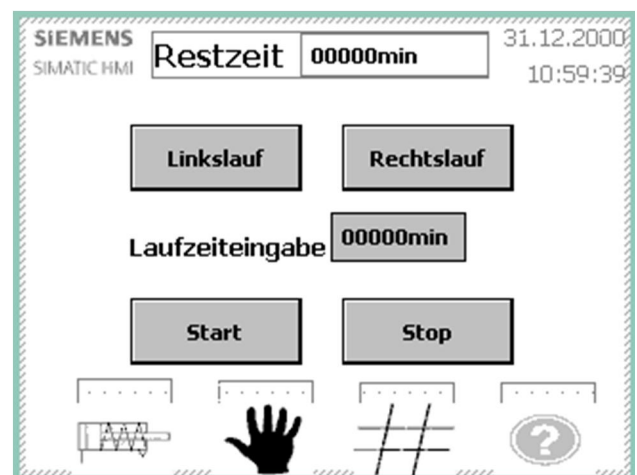 SIEMENS
SIMATIC HMI
Restzeit 00000min
31.12.2000
10:59:39
Linkslauf Rechtslauf
Laufzeiteingabe 00000min
Start Stop
?